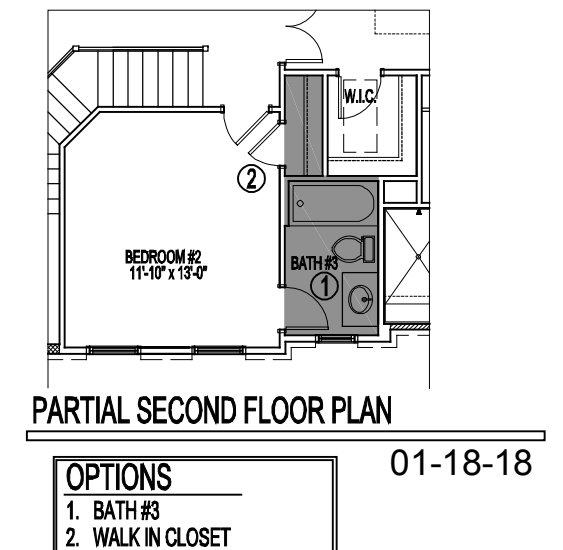 W.I.C.
2
BEDROOM #2
11'-10" x 13'-0"
BATH #3
1
PARTIAL SECOND FLOOR PLAN
01-18-18
OPTIONS
1. BATH #3
2. WALK IN CLOSET